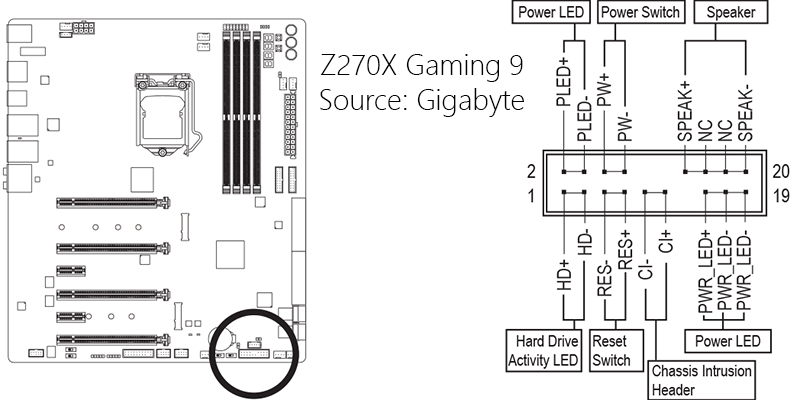 Power LED
Power Switch
Speaker
Z270X Gaming 9
Source: Gigabyte
PLED+
PLED-
PW+
PW-
SPEAK+
NC
NC
SPEAK-
2
20
1
19
HD+
HD-
RES-
RES+
CI-
CI+
PWR_LED+
PWR_LED-
PWR_LED-
Hard Drive
Activity LED
Reset
Switch
Power LED
Chassis Intrusion
Header